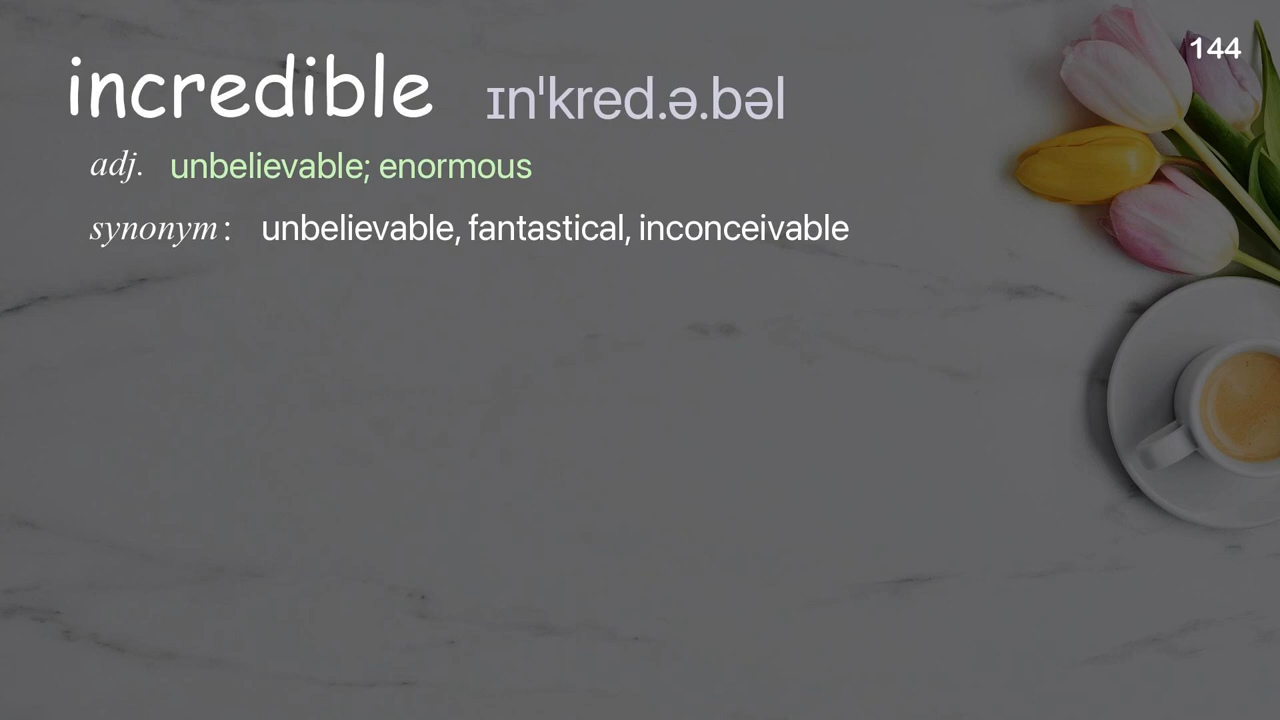 144
incredible ɪnˈkred.ə.bəl
adj. unbelievable; enormous
synonym: unbelievable, fantastical, inconceivable